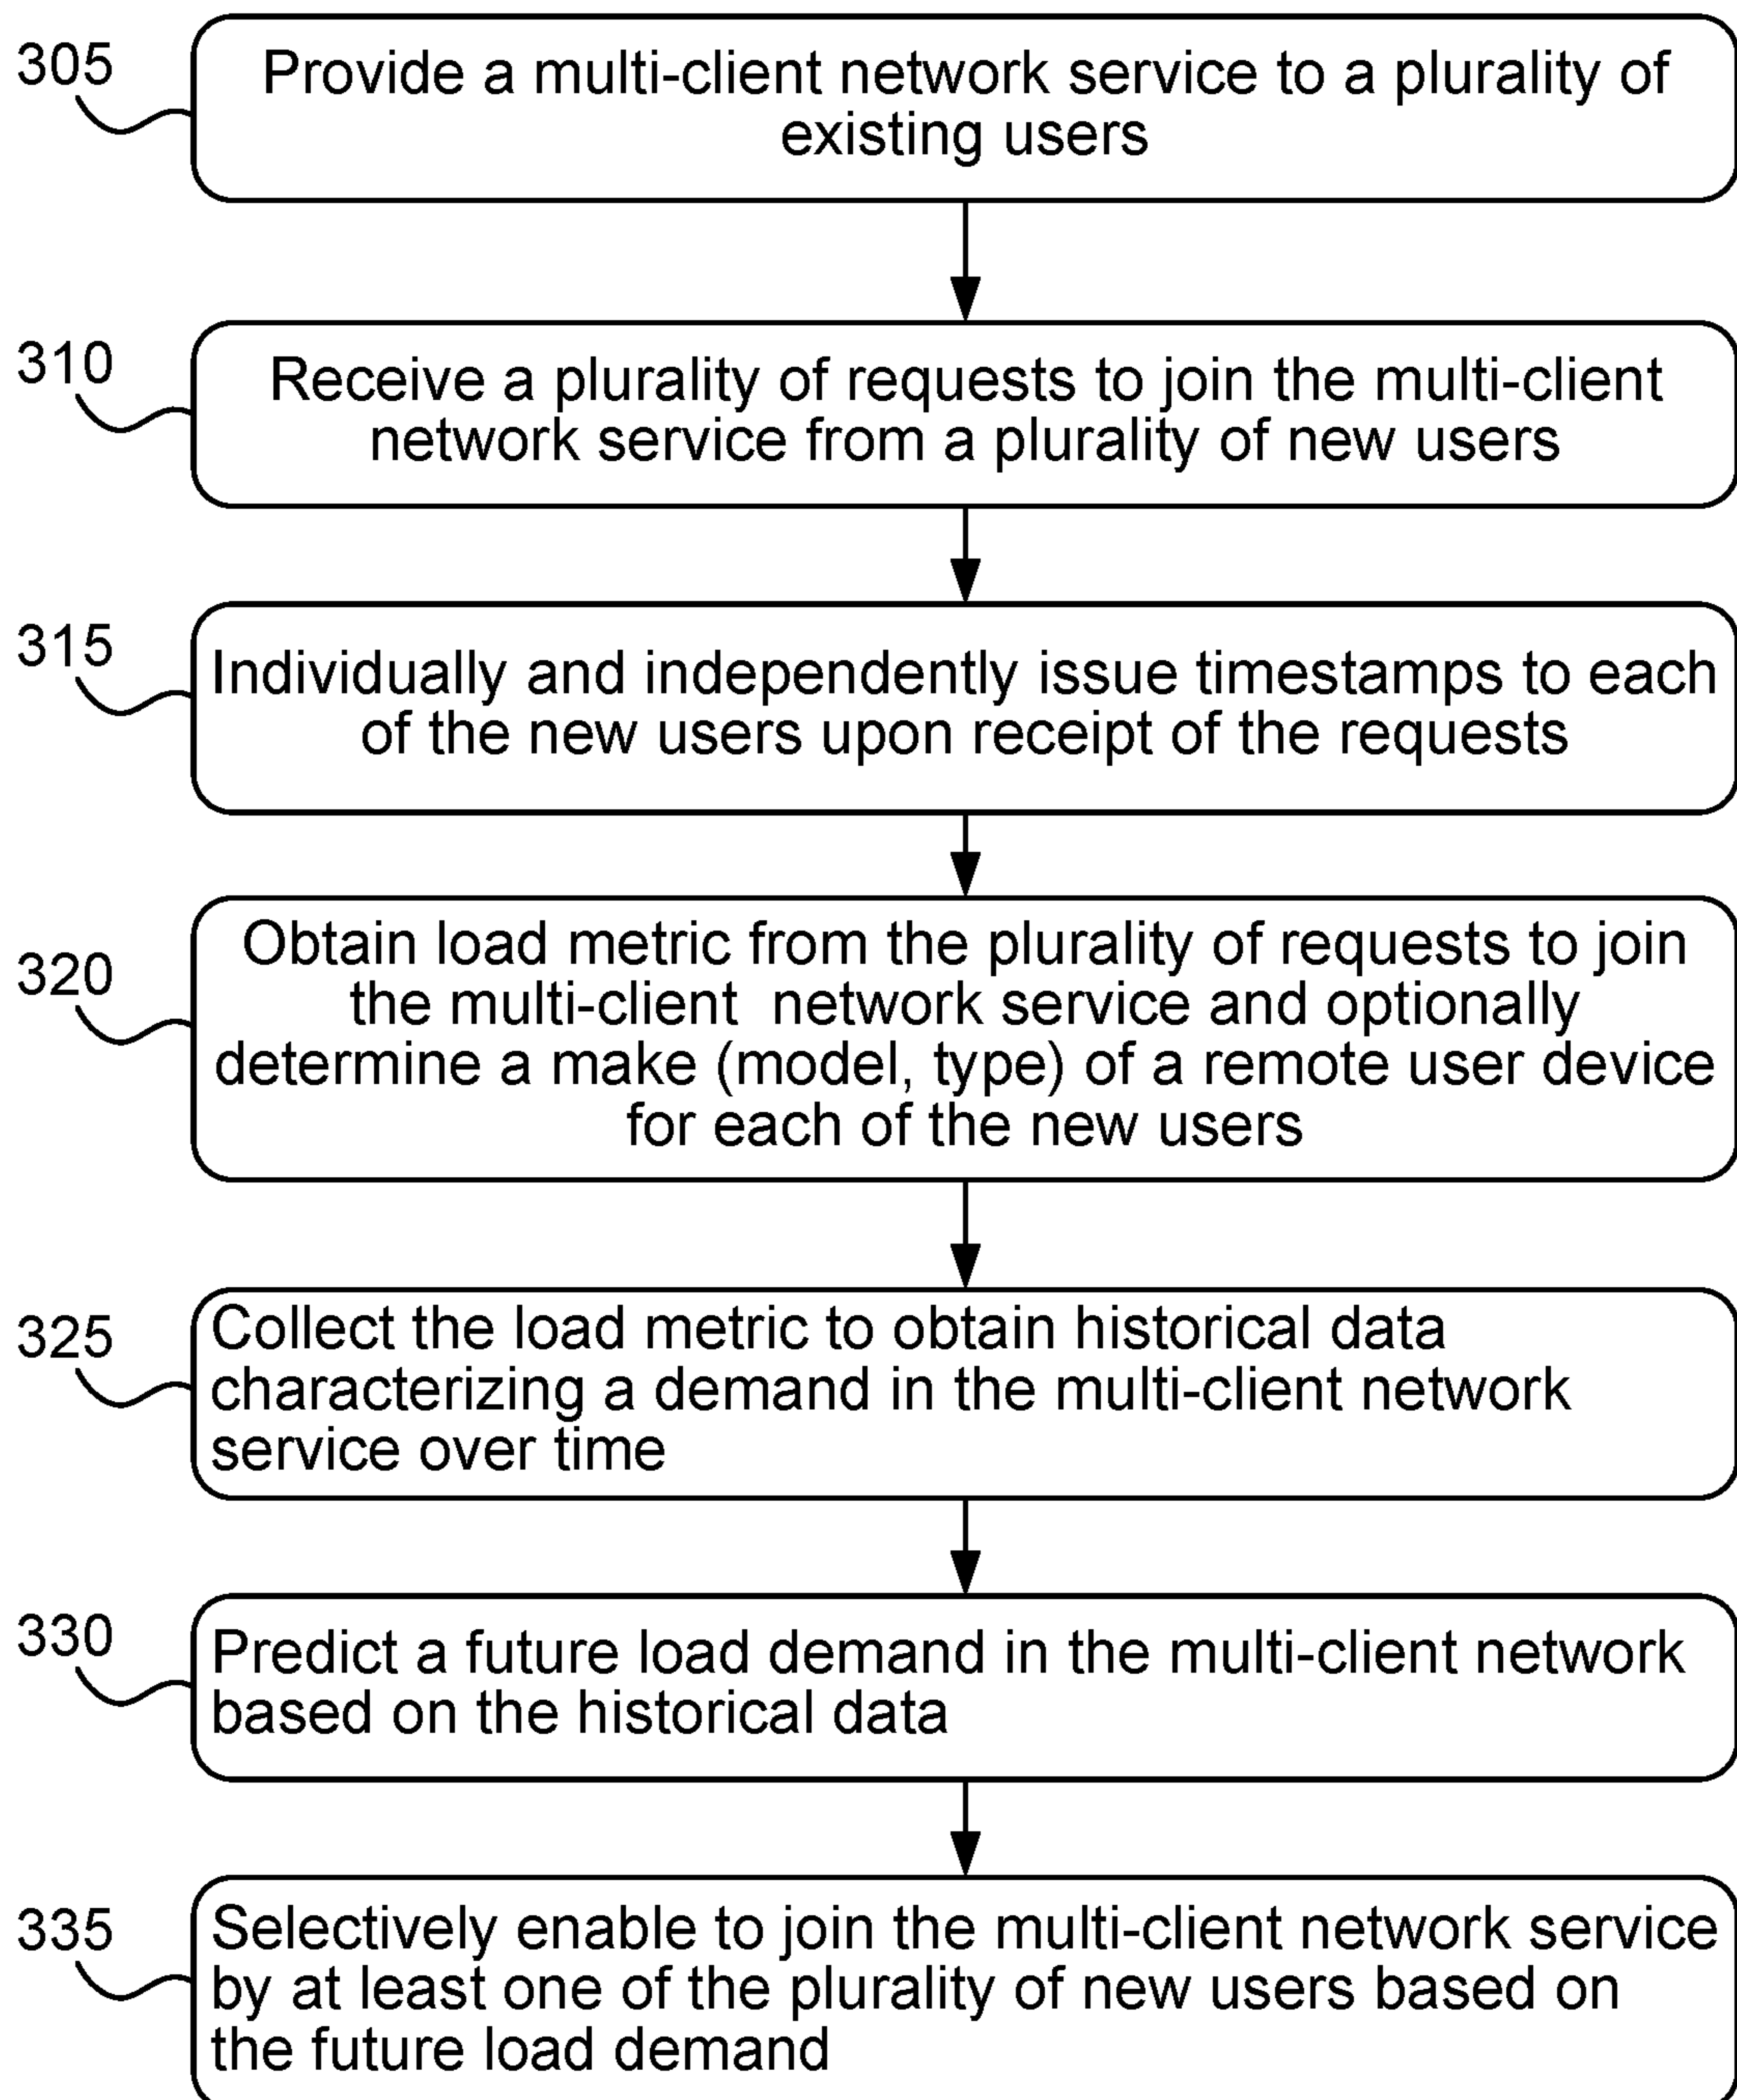 305
Provide a multi-client network service to a plurality of
existing users
310
Receive a plurality of requests to join the multi-client
network service from a plurality of new users
315
Individually and independently issue timestamps to each
of the new users upon receipt of the requests
320
Obtain load metric from the plurality of requests to join
the multi-client  network service and optionally
determine a make (model, type) of a remote user device
for each of the new users
325
Collect the load metric to obtain historical data
characterizing a demand in the multi-client network
service over time
330
Predict a future load demand in the multi-client network
based on the historical data
335
Selectively enable to join the multi-client network service
by at least one of the plurality of new users based on
the future load demand